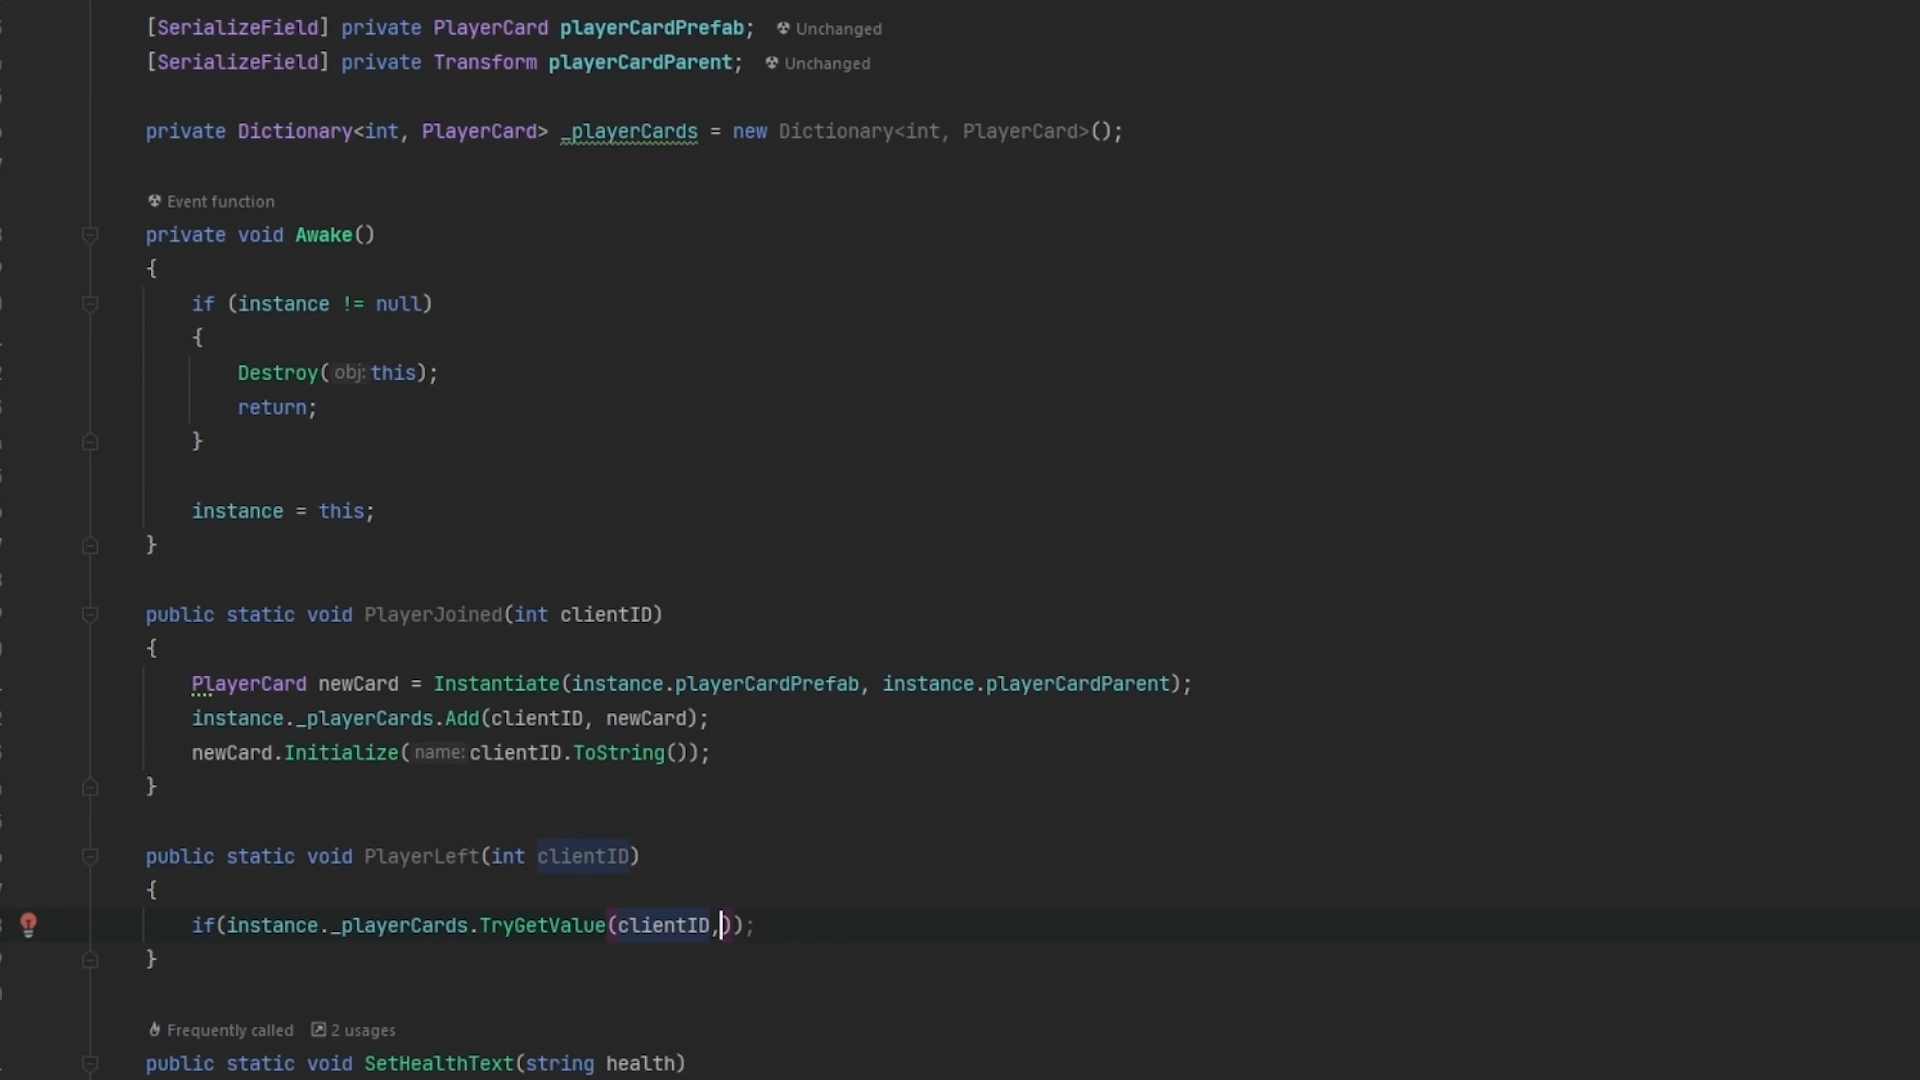 [SerializeField] private PlayerCard playerCardPrefab; Unchanged
[SerializeField] private Transform playerCardParent; Unchanged
private Dictionary<int, PlayerCard> _playerCards = new Dictionary<int, PlayerCard>();
Event function
private void Awake()
{
if (instance != null)
{
Destroy(obj: this);
return;
}
instance = this;
}
public static void PlayerJoined(int clientID)
{
PlayerCard newCard = Instantiate(instance.playerCardPrefab, instance.playerCardParent);
instance._playerCards.Add(clientID, newCard);
newCard.Initialize(name: clientID.ToString());
}
public static void PlayerLeft(int clientID)
{
if(instance._playerCards.TryGetValue(clientID,));
}
Frequently called 2 usages
public static void SetHealthText(string health)